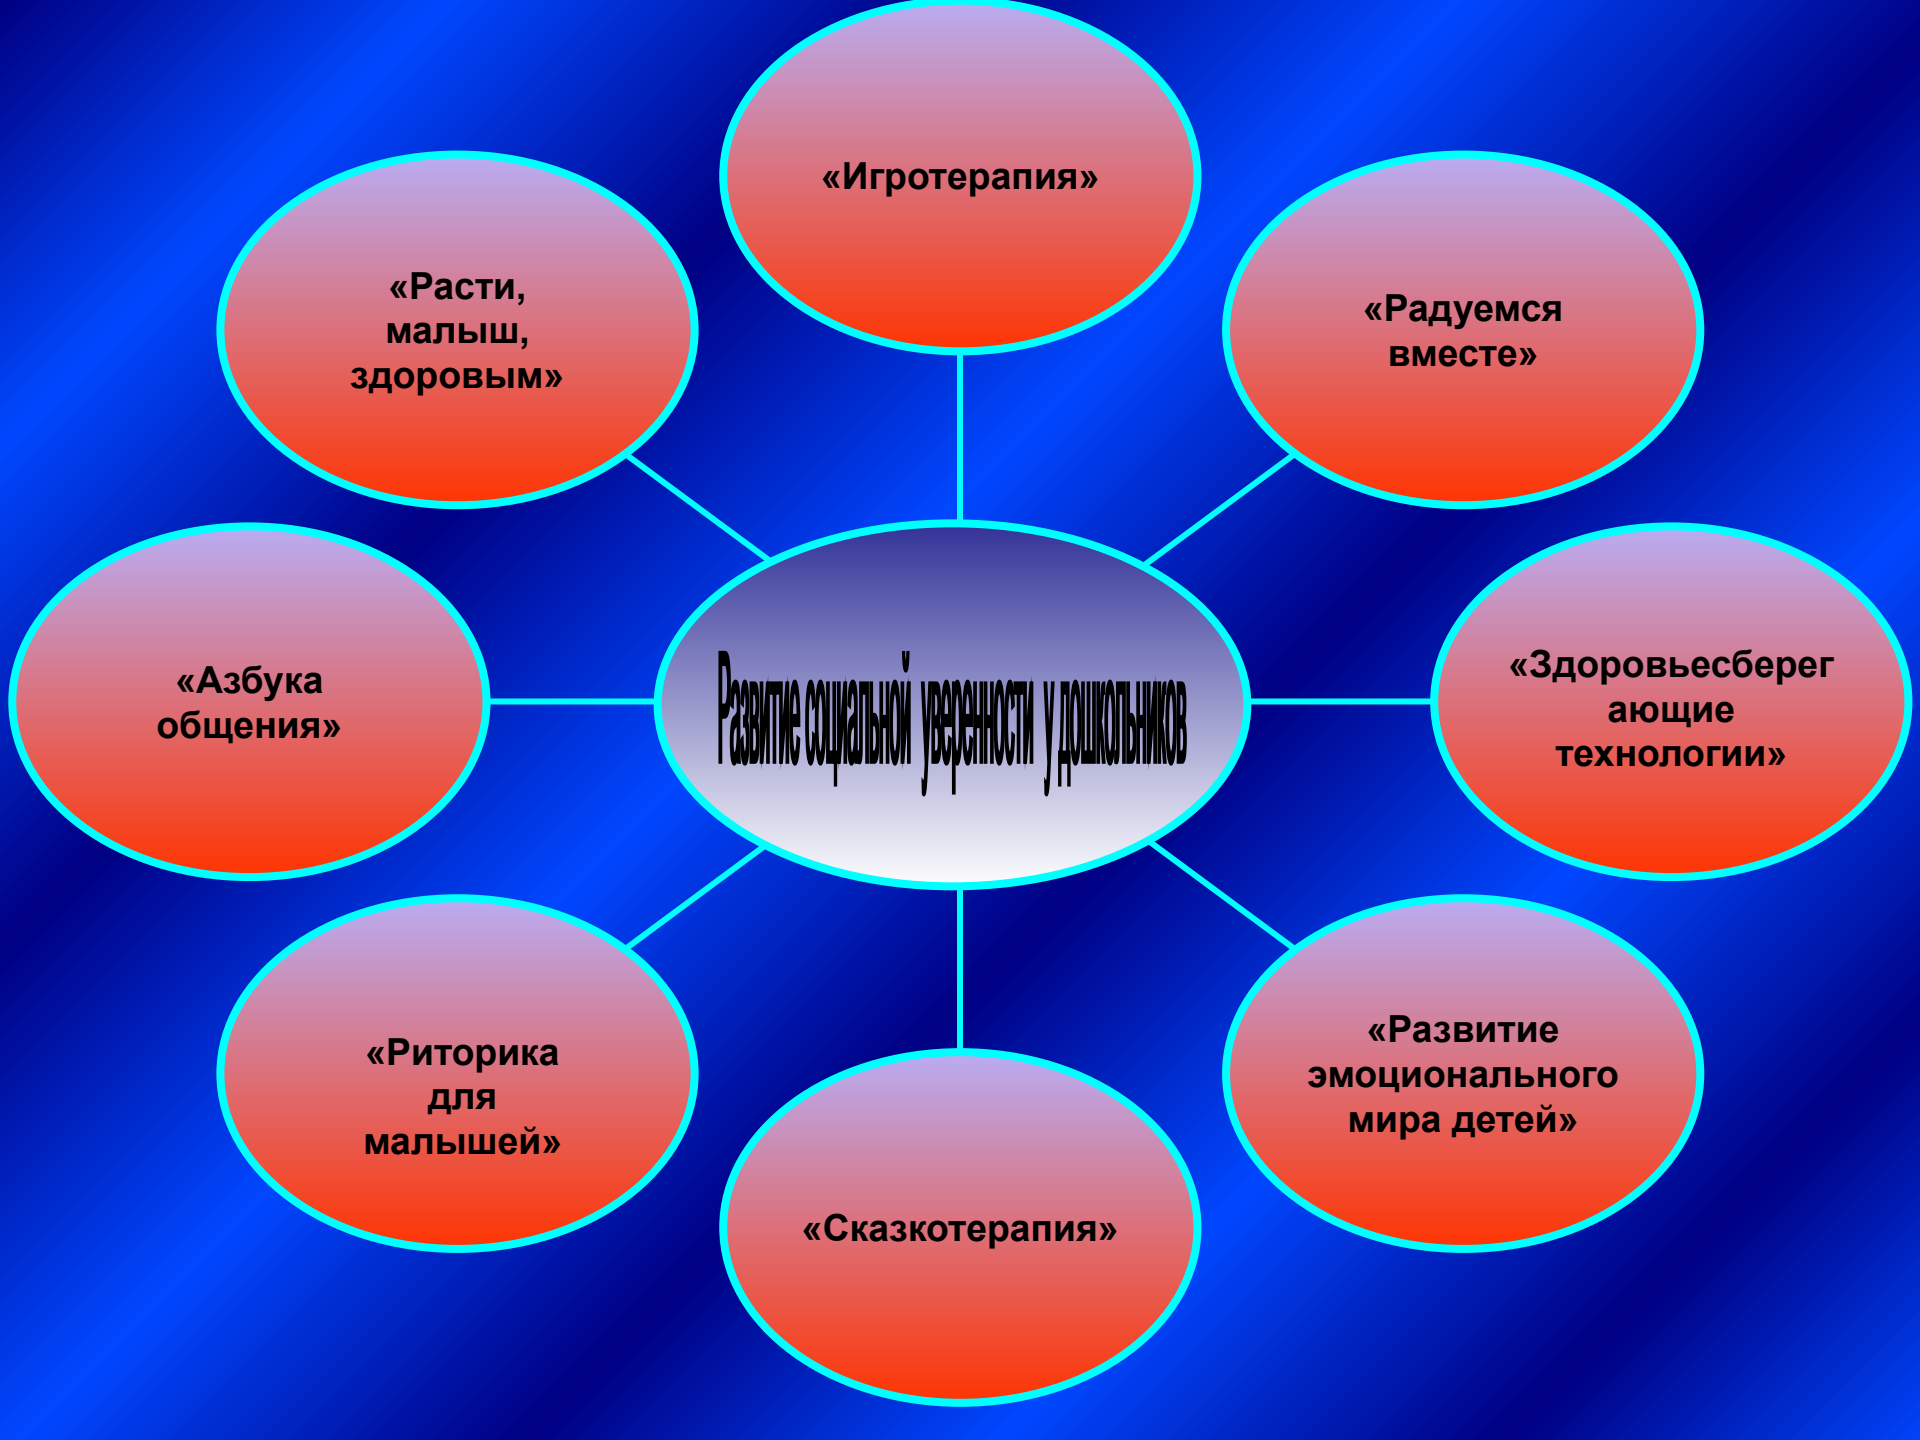 «Игротерапия»
«Расти,
малыш,
здоровым»
«Радуемся
вместе»
«Азбука
общения»
Развитие социальной уверенности у дошкольников
«Здоровьесберег
ающие
технологии»
«Риторика
для
малышей»
«Развитие
эмоционального
мира детей»
«Сказкотерапия»